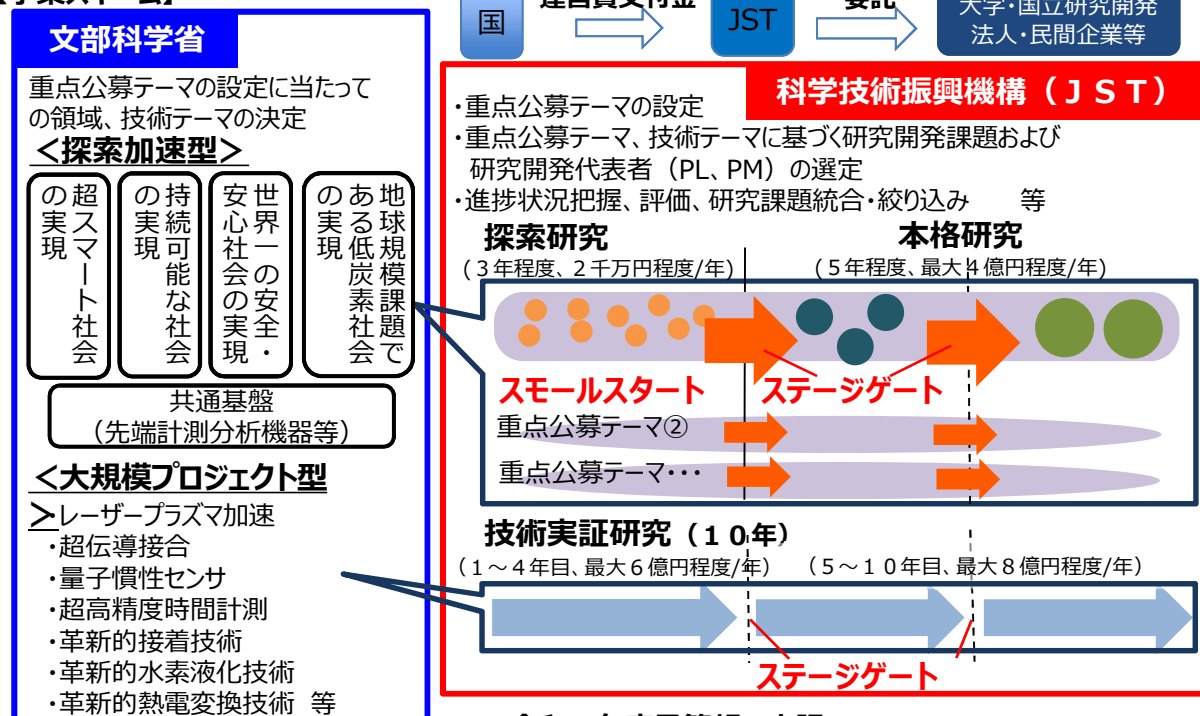 国
運営費交付金
JST
委託
大学・国立研究開発
法人・民間企業等
文部科学省
重点公募テーマの設定に当たって
の領域、技術テーマの決定
＜探索加速型＞
超スマート社会
の実現
持続可能な社会
の実現
世界一の安全・
安心社会の実現
地球規模課題で
ある低炭素社会
の実現
共通基盤
（先端計測分析機器等）
＜大規模プロジェクト型
＞
・レーザープラズマ加速
・超伝導接合
・量子慣性センサ
・超高精度時間計測
・革新的接着技術
・革新的水素液化技術
・革新的熱電変換技術 等
科学技術振興機構（ＪＳＴ）
・重点公募テーマの設定
・重点公募テーマ、技術テーマに基づく研究開発課題および
研究開発代表者（PL、PM）の選定
・進捗状況把握、評価、研究課題統合・絞り込み 等
探索研究
（３年程度、２千万円程度/年）
本格研究
（５年程度、最大４億円程度/年）
スモールスタート
ステージゲート
重点公募テーマ②
重点公募テーマ・・・
技術実証研究（１０年）
（１～４年目、最大６億円程度/年）
（５～１０年目、最大８億円程度/年）
ステージゲート